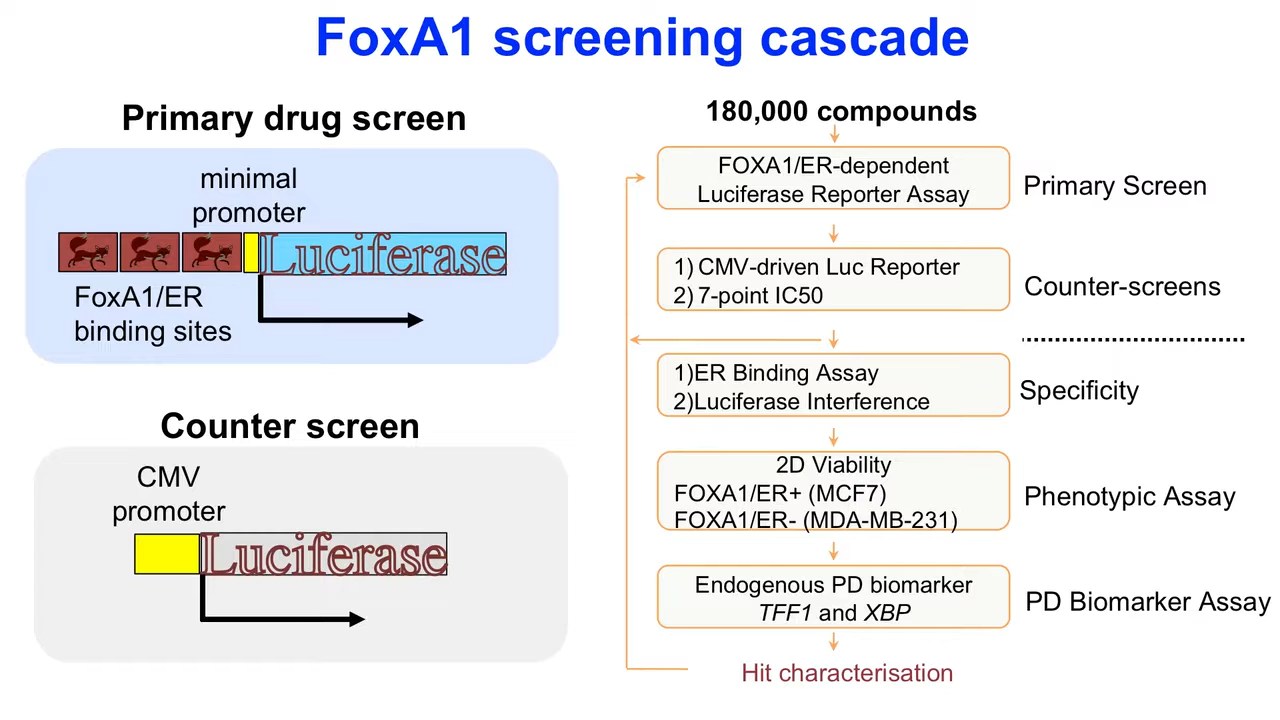 FoxA1 screening cascade
Primary drug screen
minimal
promoter
Luciferase
FoxA1/ER
binding sites
Counter screen
CMV
promoter
Luciferase
180,000 compounds
FOXA1/ER-dependent
Luciferase Reporter Assay
Primary Screen
1) CMV-driven Luc Reporter
2) 7-point IC50
Counter-screens
1)ER Binding Assay
2)Luciferase Interference
Specificity
2D Viability
FOXA1/ER+ (MCF7)
FOXA1/ER- (MDA-MB-231)
Phenotypic Assay
Endogenous PD biomarker
TFF1 and XBP
PD Biomarker Assay
Hit characterisation